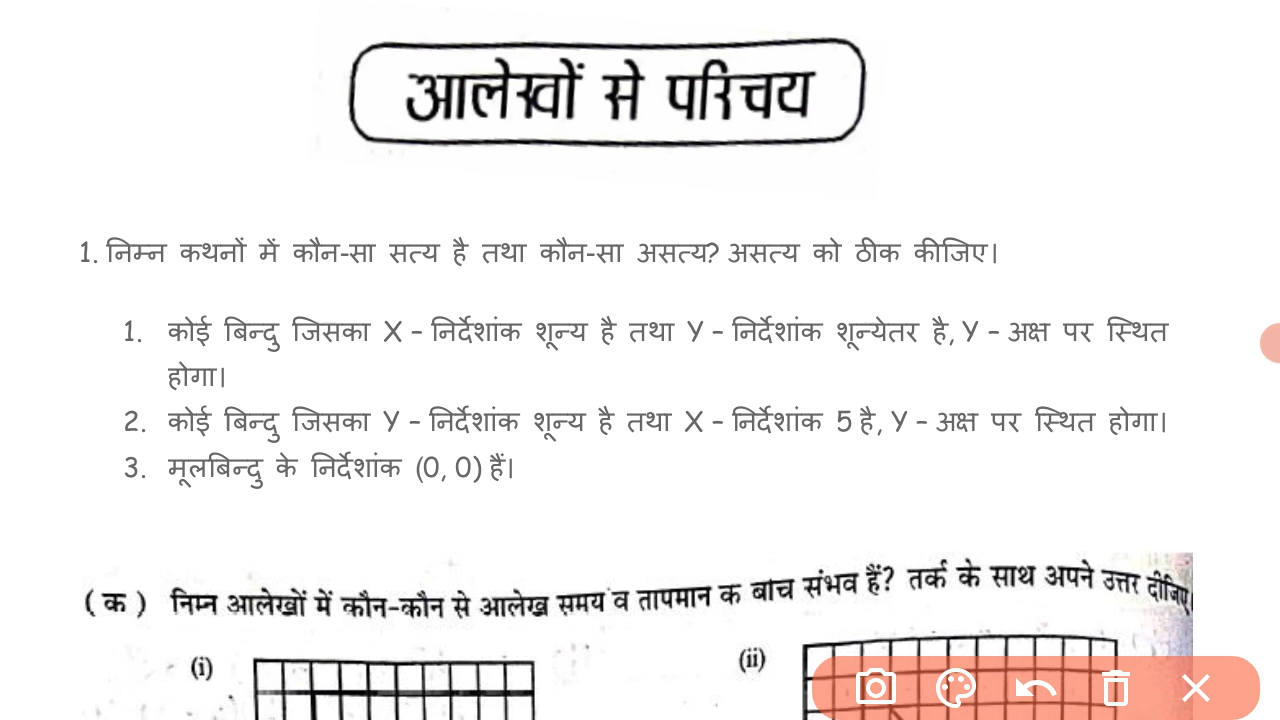 आलेखों से परिचय
1. निम्न कथनों में कौन-सा सत्य है तथा कौन-सा असत्य? असत्य को ठीक कीजिए।
1. कोई बिन्दु जिसका X – निर्देशांक शून्य है तथा Y – निर्देशांक शून्येतर है, Y – अक्ष पर स्थित
होगा।
2. कोई बिन्दु जिसका Y – निर्देशांक शून्य है तथा X – निर्देशांक 5 है, Y – अक्ष पर स्थित होगा।
3. मूलबिन्दु के निर्देशांक (0, 0) हैं।
( क ) निम्न आलेखों में कौन-कौन से आलेख समय व तापमान क बाच संभव हैं? तर्क के साथ अपने उत्तर दीजिए।
(i) (ii)